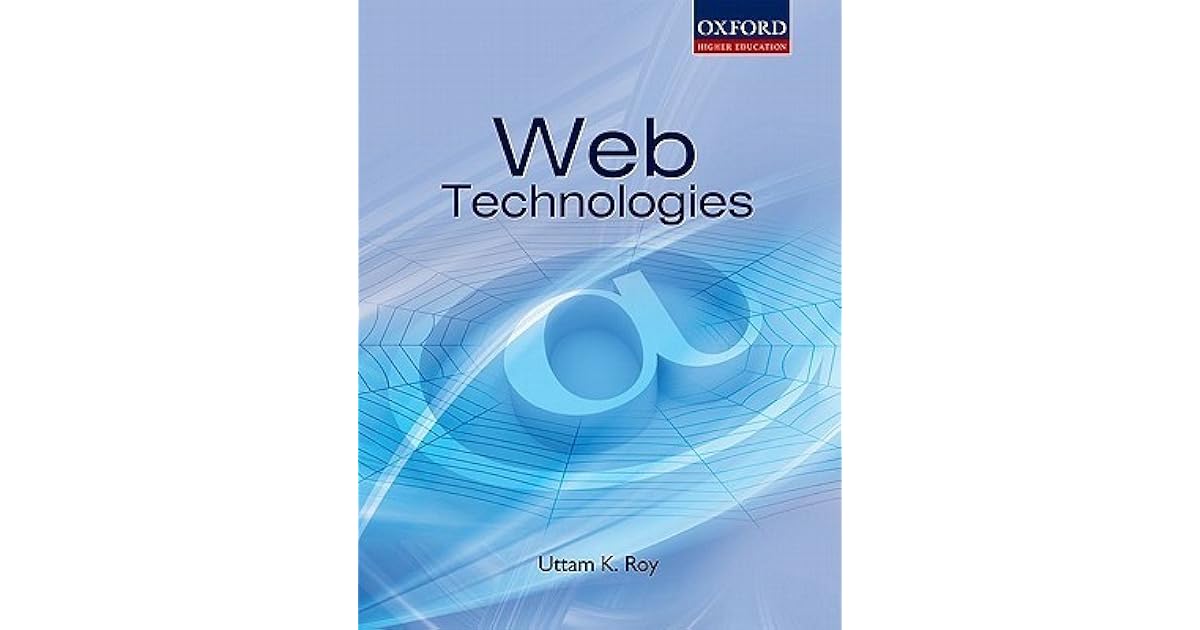 OXFORD
HIGHER EDUCATION
Web
Technologies
Uttam K. Roy